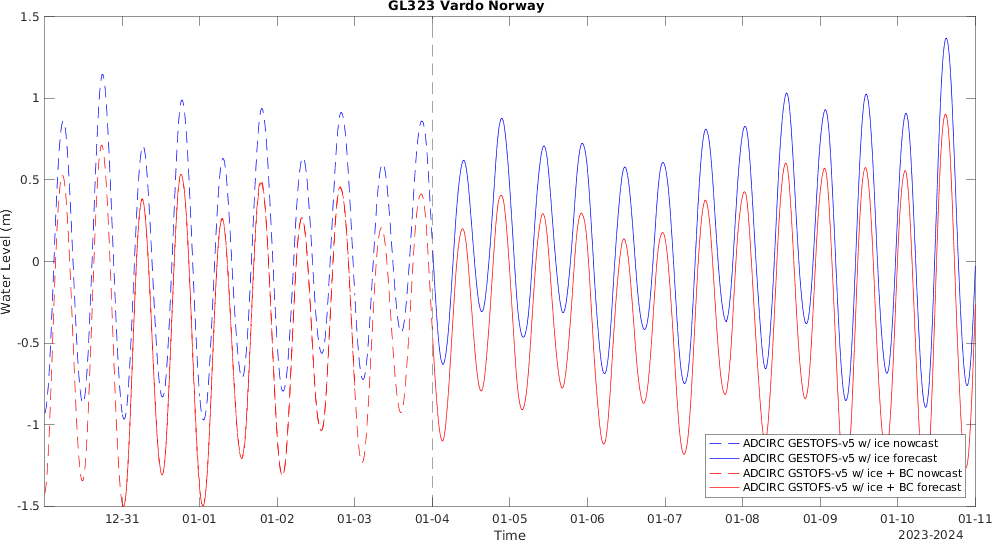 GL323 Vardo Norway
1.5
1
0.5
0
-0.5
-1
-1.5
Water Level (m)
ADCIRC GESTOFS-v5 w/ ice nowcast
ADCIRC GESTOFS-v5 w/ ice forecast
ADCIRC GSTOFS-v5 w/ ice + BC nowcast
ADCIRC GSTOFS-v5 w/ ice + BC forecast
12-31 01-01 01-02 01-03 01-04 01-05 01-06 01-07 01-08 01-09 01-10 01-11
Time
2023-2024